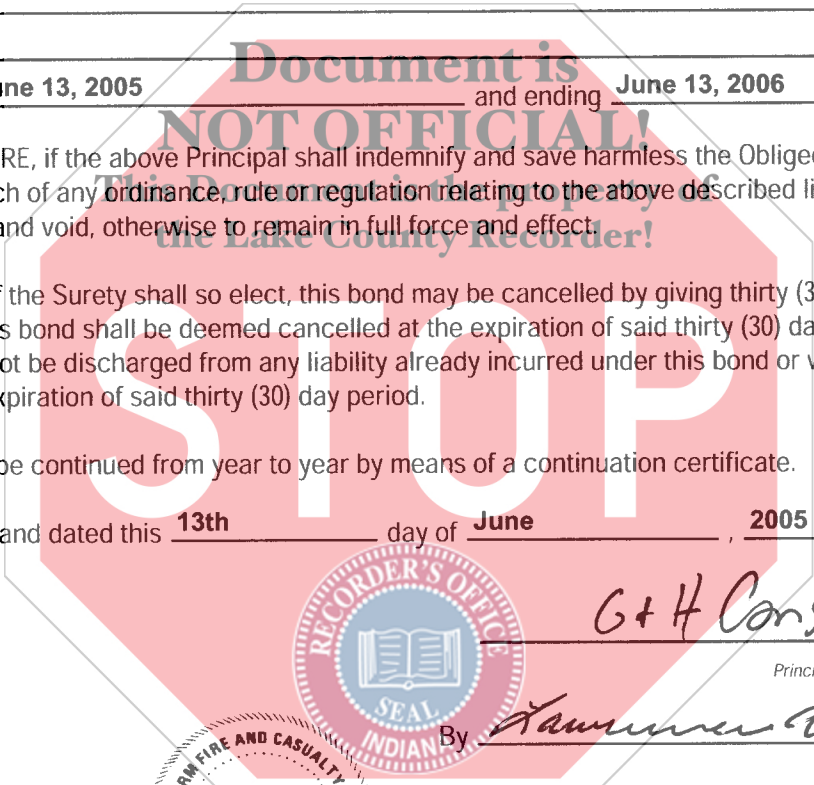 Document is
ne 13, 2005 and ending June 13, 2006
NOT OFFICIAL!
RE, if the above Principal shall indemnify and save harmless the Oblige
This Document is the property of
ch of any ordinance, rule or regulation relating to the above described li
and void, otherwise to remain in full force and effect.
the Lake County Recorder!
the Surety shall so elect, this bond may be cancelled by giving thirty (3
s bond shall be deemed cancelled at the expiration of said thirty (30) da
ot be discharged from any liability already incurred under this bond or
xpiration of said thirty (30) day period.
STOP
be continued from year to year by means of a continuation certificate.
and dated this 13th day of June, 2005
RECORDER'S OFFICE
G+H Cons
Princi
SEAL
By
INDIANA
RM FIRE AND CASUALTY